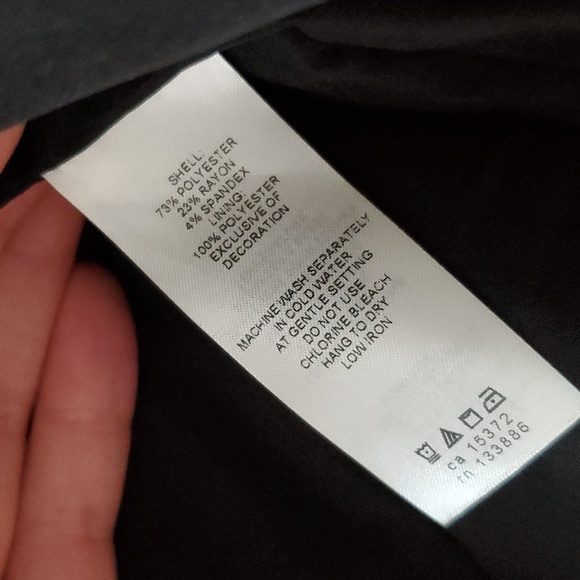 SHELL:
73% POLYESTER
23% RAYON
4% SPANDEX
LINING:
100% POLYESTER
EXCLUSIVE OF
DECORATION
MACHINE WASH SEPARATELY
IN COLD WATER
AT GENTLE SETTING
DO NOT USE
CHLORINE BLEACH
HANG TO DRY
LOW IRON
ca 15372
rn 133886